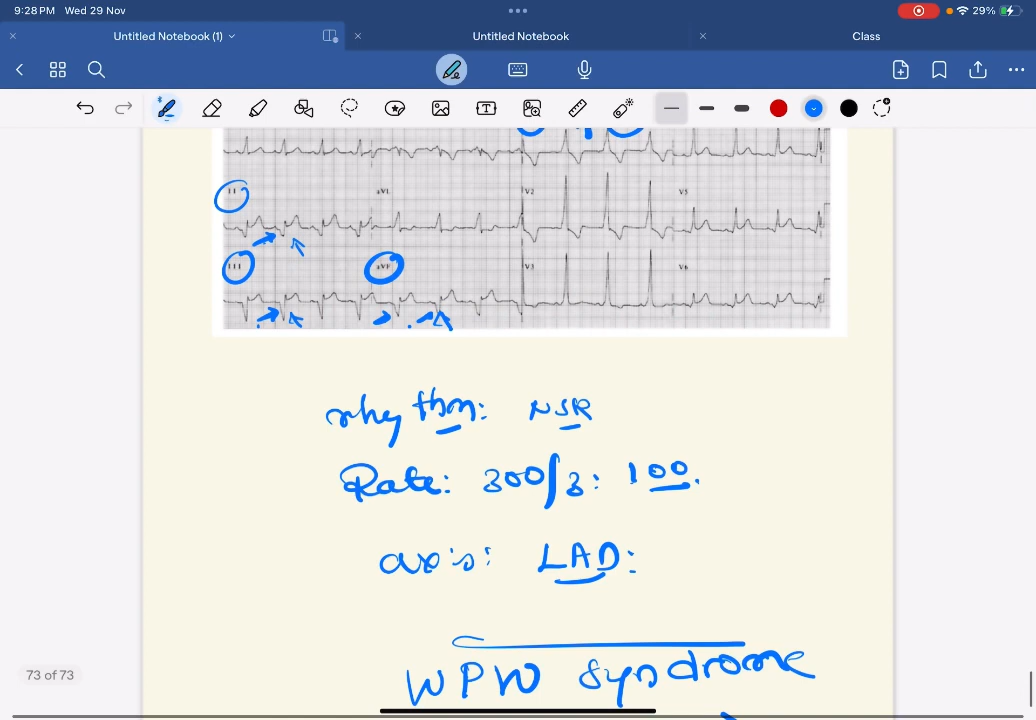 9:28 PM Wed 29 Nov 29%
Untitled Notebook (1) Untitled Notebook Class
II aVL V2 V5
III aVF V3 V6
rhythm: NSR
Rate: 300/3: 100.
axis: LAD:
WPW Syndrome
73 of 73